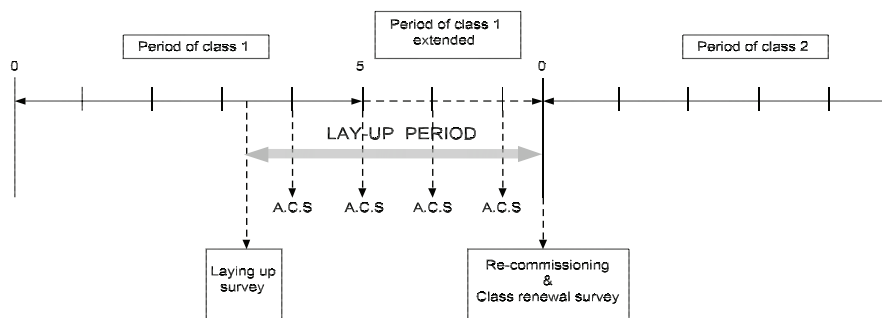 Period of class 1
Period of class 1
extended
Period of class 2
0
5
0
LAY-UP PERIOD
A.C.S
A.C.S
A.C.S
A.C.S
Laying up
survey
Re-commissioning
&
Class renewal survey